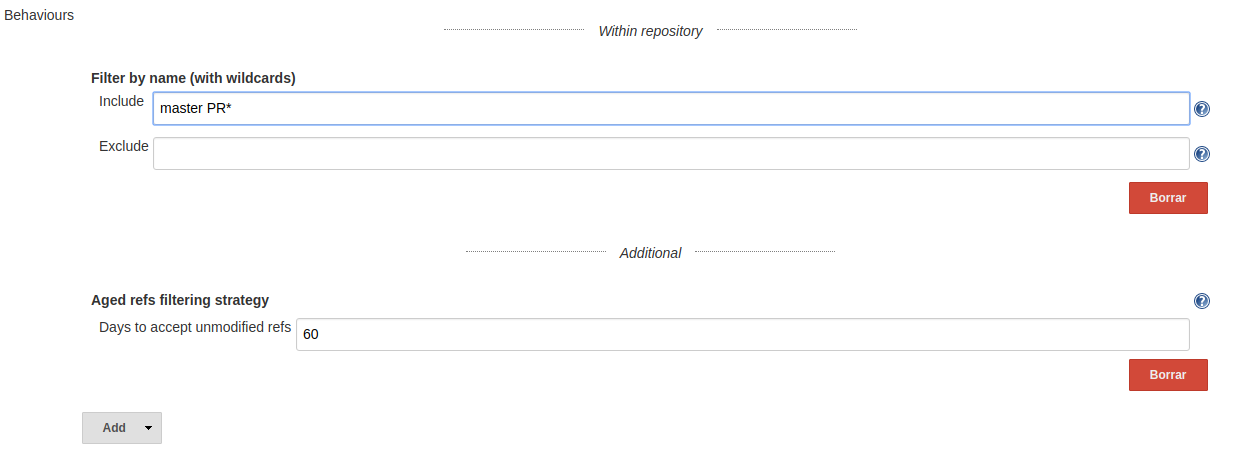 Behaviours
Within repository
Filter by name (with wildcards)
Include master PR*
Exclude
Borrar
Additional
Aged refs filtering strategy
Days to accept unmodified refs 60
Borrar
Add